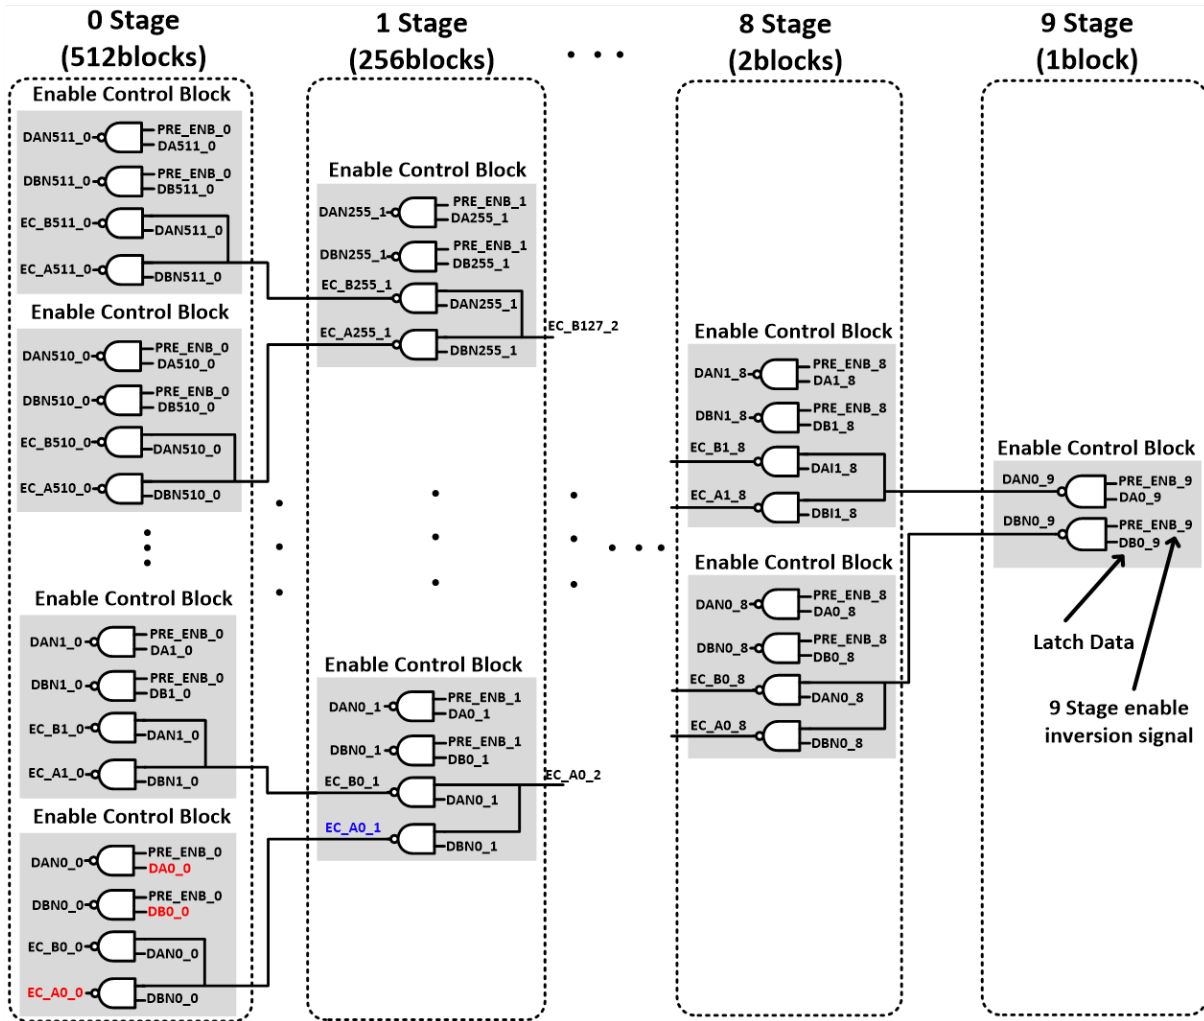 0 Stage
(512blocks)
Enable Control Block
DAN511_0
PRE_ENB_0
DA511_0
DBN511_0
PRE_ENB_0
DB511_0
EC_B511_0
DAN511_0
EC_A511_0
DBN511_0
Enable Control Block
DAN510_0
PRE_ENB_0
DA510_0
DBN510_0
PRE_ENB_0
DB510_0
EC_B510_0
DAN510_0
EC_A510_0
DBN510_0
Enable Control Block
DAN1_0
PRE_ENB_0
DA1_0
DBN1_0
PRE_ENB_0
DB1_0
EC_B1_0
DAN1_0
EC_A1_0
DBN1_0
Enable Control Block
DAN0_0
PRE_ENB_0
DA0_0
DBN0_0
PRE_ENB_0
DB0_0
EC_B0_0
DAN0_0
EC_A0_0
DBN0_0
1 Stage
(256blocks)
Enable Control Block
DAN255_1
PRE_ENB_1
DA255_1
DBN255_1
PRE_ENB_1
DB255_1
EC_B255_1
DAN255_1
EC_A255_1
DBN255_1
EC_B127_2
Enable Control Block
DAN0_1
PRE_ENB_1
DA0_1
DBN0_1
PRE_ENB_1
DB0_1
EC_B0_1
DAN0_1
EC_A0_1
DBN0_1
EC_A0_2
8 Stage
(2blocks)
Enable Control Block
DAN1_8
PRE_ENB_8
DA1_8
DBN1_8
PRE_ENB_8
DB1_8
EC_B1_8
DAI1_8
EC_A1_8
DBI1_8
Enable Control Block
DAN0_8
PRE_ENB_8
DA0_8
DBN0_8
PRE_ENB_8
DB0_8
EC_B0_8
DAN0_8
EC_A0_8
DBN0_8
9 Stage
(1block)
Enable Control Block
DAN0_9
PRE_ENB_9
DA0_9
DBN0_9
PRE_ENB_9
DB0_9
Latch Data
9 Stage enable
inversion signal